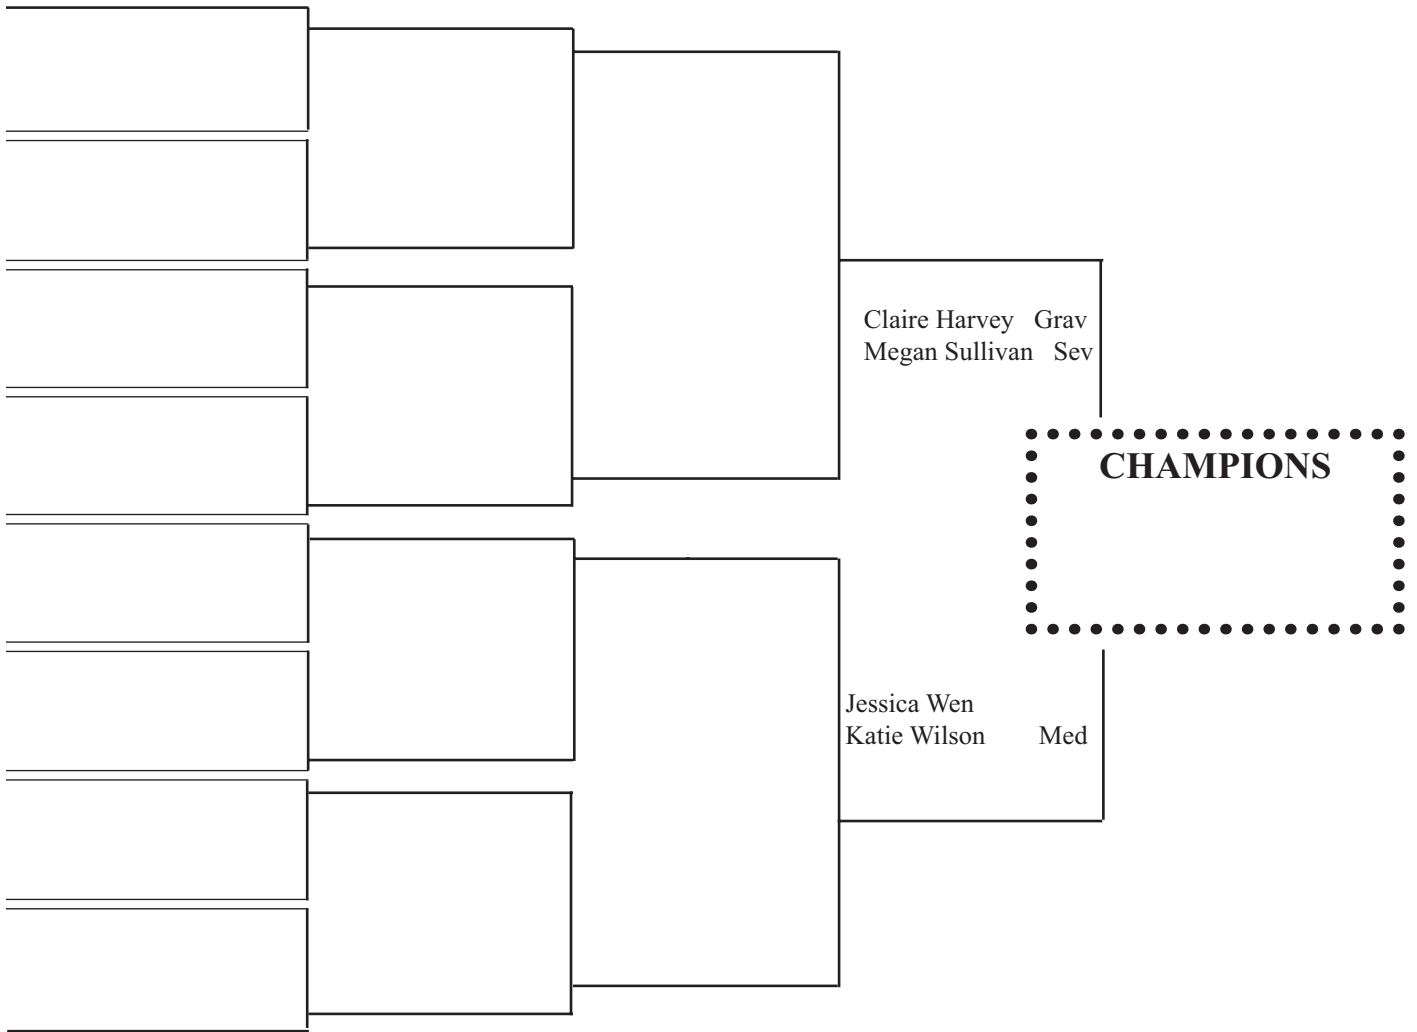 Claire Harvey Grav
Megan Sullivan Sev
CHAMPIONS
Jessica Wen
Katie Wilson Med